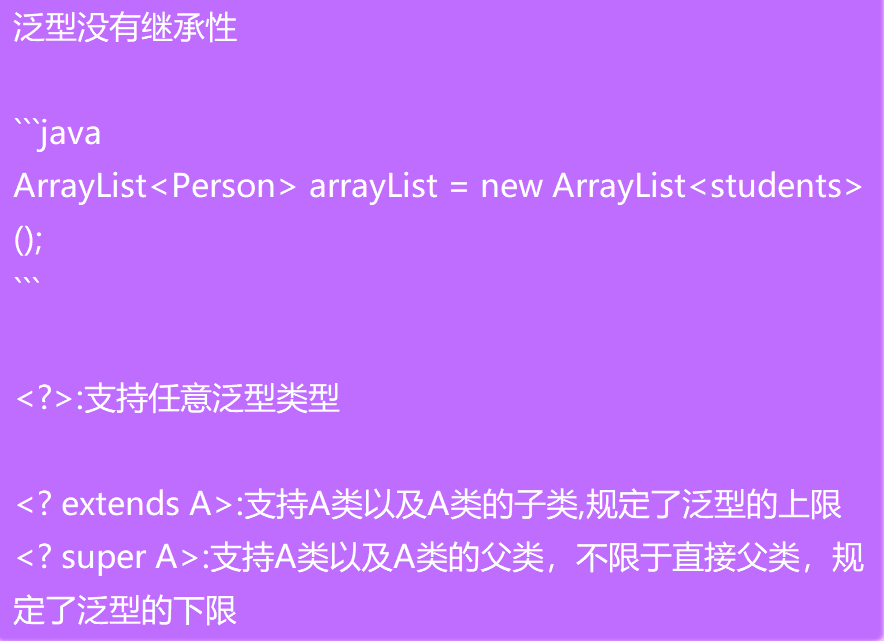 泛型没有继承性
```java
ArrayList<Person> arrayList = new ArrayList<students>
();
```
<?>:支持任意泛型类型
<? extends A>:支持A类以及A类的子类,规定了泛型的上限
<? super A>:支持A类以及A类的父类，不限于直接父类，规
定了泛型的下限